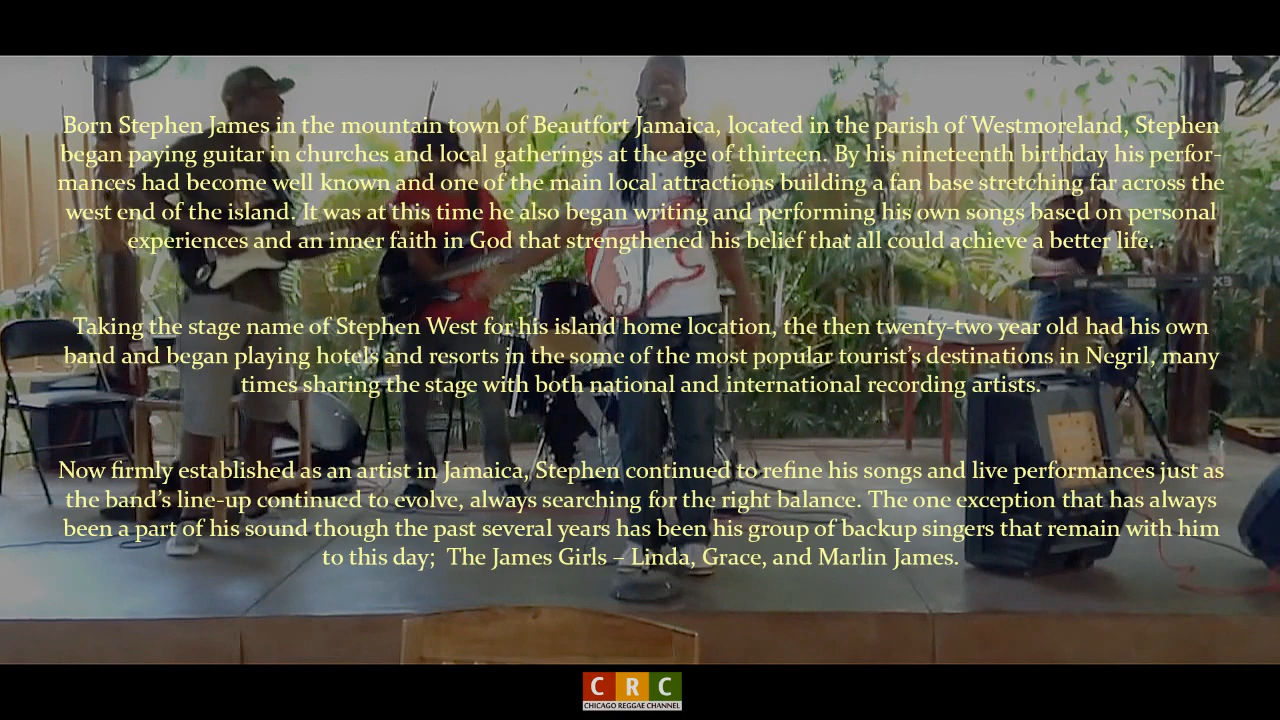 Born Stephen James in the mountain town of Beautfort Jamaica, located in the parish of Westmoreland, Stephen
began paying guitar in churches and local gatherings at the age of thirteen. By his nineteenth birthday his perfor-
mances had become well known and one of the main local attractions building a fan base stretching far across the
west end of the island. It was at this time he also began writing and performing his own songs based on personal
experiences and an inner faith in God that strengthened his belief that all could achieve a better life.
Taking the stage name of Stephen West for his island home location, the then twenty-two year old had his own
band and began playing hotels and resorts in the some of the most popular tourist’s destinations in Negril, many
times sharing the stage with both national and international recording artists.
Now firmly established as an artist in Jamaica, Stephen continued to refine his songs and live performances just as
the band’s line-up continued to evolve, always searching for the right balance. The one exception that has always
been a part of his sound though the past several years has been his group of backup singers that remain with him
to this day;  The James Girls – Linda, Grace, and Marlin James.
X3
C R C
CHICAGO REGGAE CHANNEL